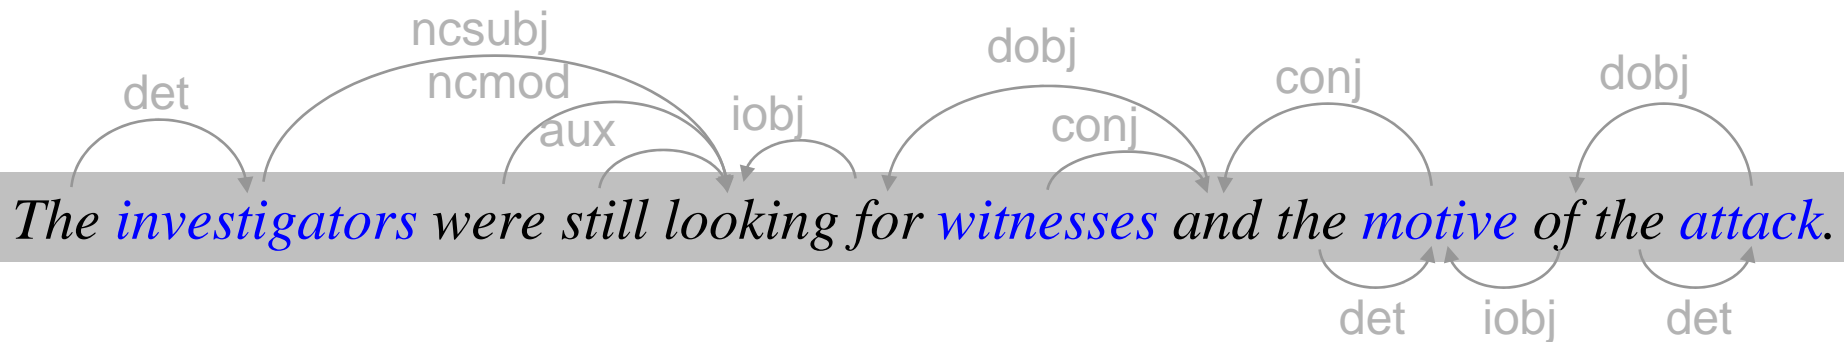 ncsubj
dobj
det
ncmod
aux
iobj
conj
conj
dobj
The investigators were still looking for witnesses and the motive of the attack.
det
iobj
det